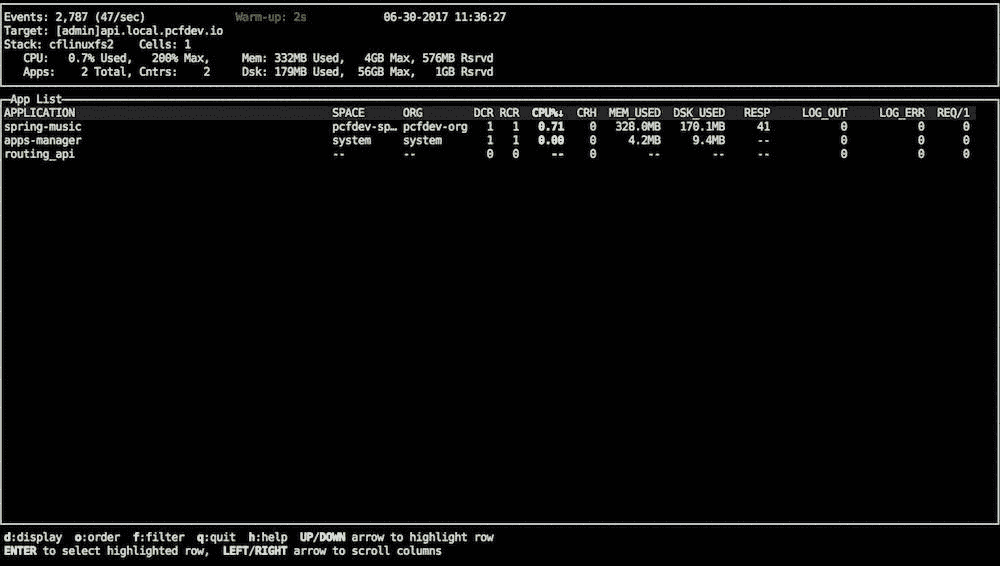 Events: 2,787 (47/sec) Warm-up: 2s 06-30-2017 11:36:27
Target: [admin]api.local.pcfdev.io
Stack: cflinuxfs2 Cells: 1
CPU: 0.7% Used, 200% Max, Mem: 332MB Used, 4GB Max, 576MB Rsrvd
Apps: 2 Total, Cntrs: 2 Dsk: 179MB Used, 56GB Max, 1GB Rsrvd
App List
APPLICATION SPACE ORG DCR RCR CPU%↓ CRH MEM_USED DSK_USED RESP LOG_OUT LOG_ERR REQ/1
spring-music pcfdev-sp… pcfdev-org 1 1 0.71 0 328.0MB 170.1MB 41 0 0 0
apps-manager system system 1 1 0.00 0 4.2MB 9.4MB -- 0 0 0
routing_api -- -- 0 0 -- 0 -- -- -- 0 0 0
d:display o:order f:filter q:quit h:help UP/DOWN arrow to highlight row
ENTER to select highlighted row, LEFT/RIGHT arrow to scroll columns